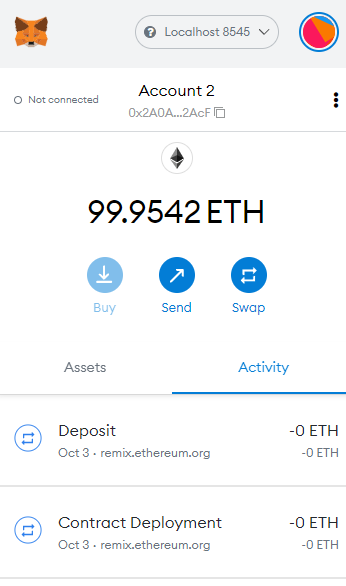 Localhost 8545
Not connected
Account 2
0x2A0A...2AcF
99.9542 ETH
Buy
Send
Swap
Assets
Activity
Deposit
-0 ETH
Oct 3 · remix.ethereum.org
-0 ETH
Contract Deployment
-0 ETH
Oct 3 · remix.ethereum.org
-0 ETH